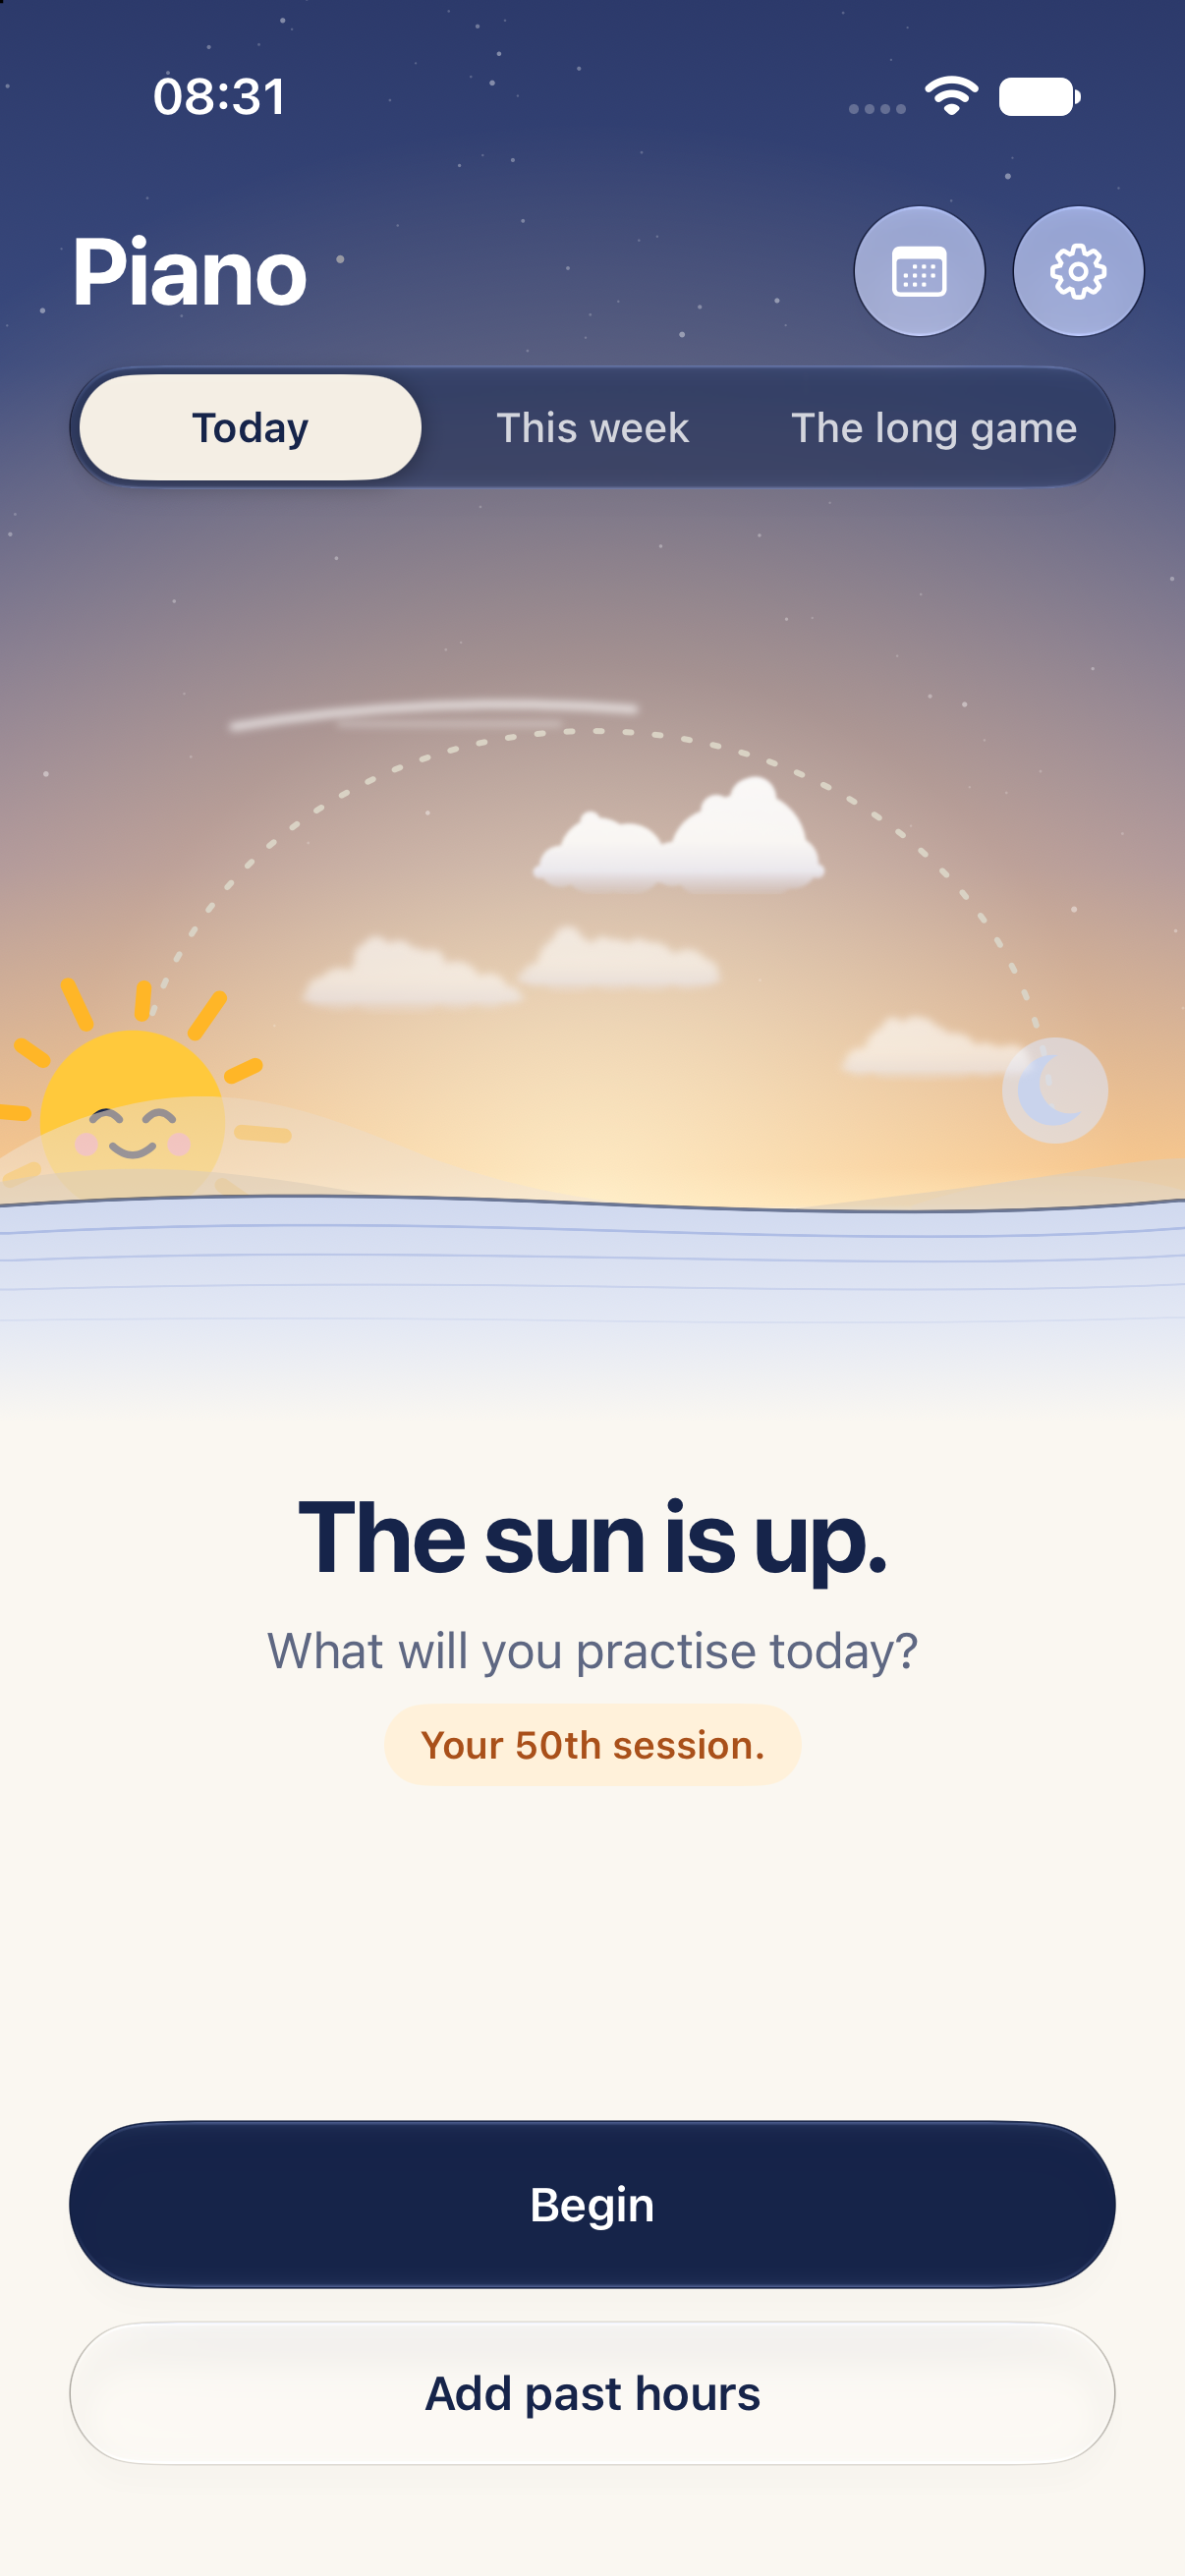 08:31
Piano
Today
This week
The long game
The sun is up.
What will you practise today?
Your 50th session.
Begin
Add past hours